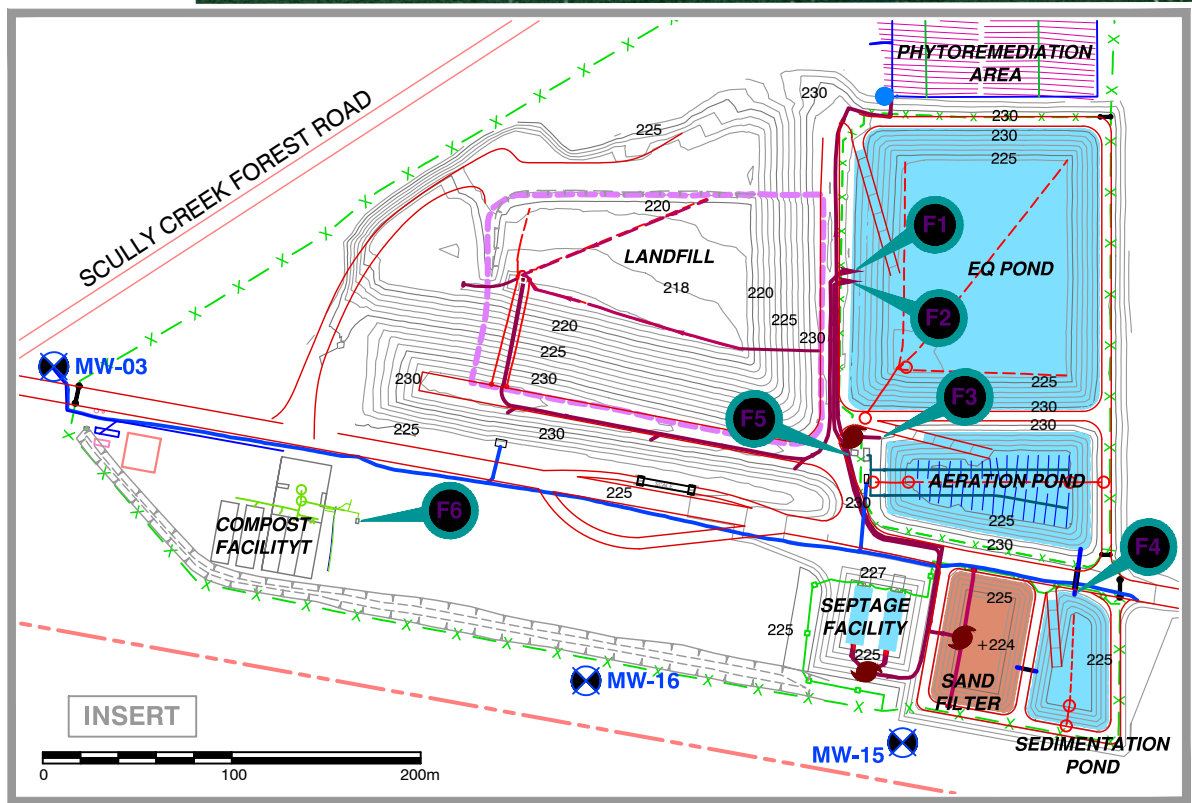 PHYTOREMEDIATION
AREA
230
230
230
225
225
SCULLY CREEK FOREST ROAD
220
F1
LANDFILL
EQ POND
218
220
F2
220
225
225
230
MW-03
230
230
225
F3
230
F5
230
225
230
AERATION POND
225
230
F6
225
COMPOST
FACILITYT
230
F4
227
SEPTAGE
FACILITY
225
225
225
+224
225
MW-16
SAND
FILTER
INSERT
MW-15
SEDIMENTATION
POND
0
100
200m